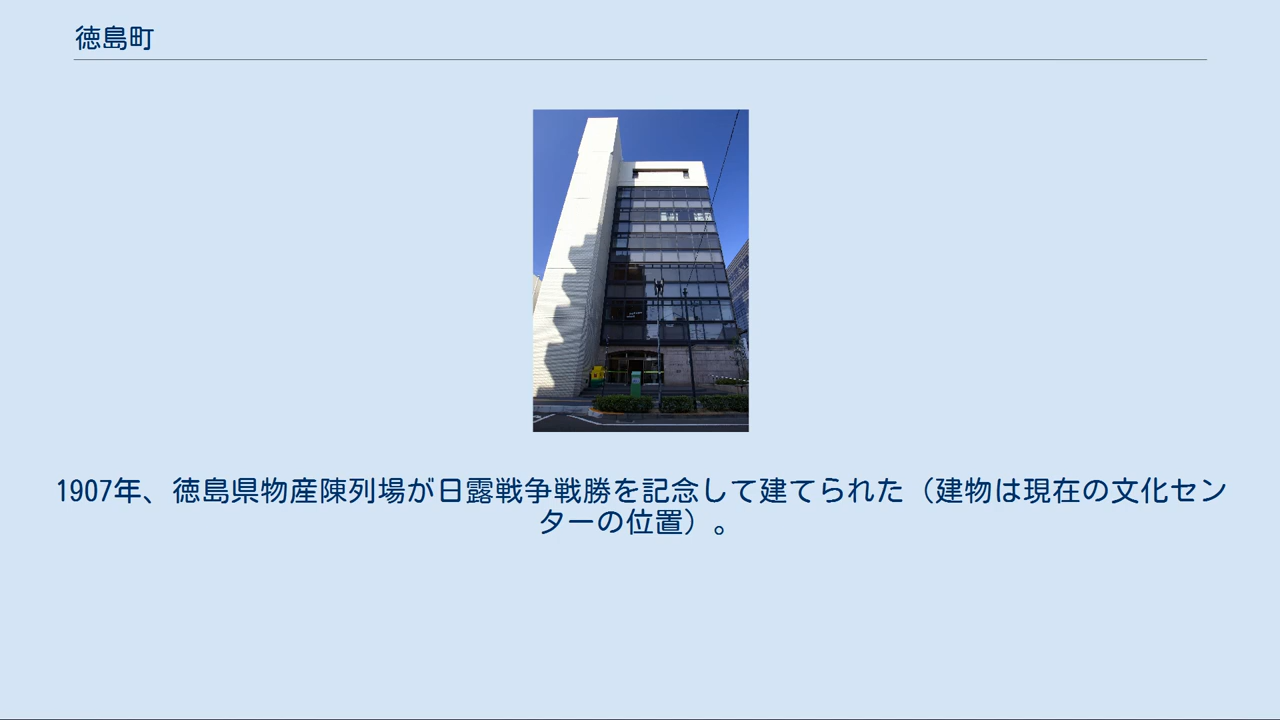 徳島町
1907年、徳島県物産陳列場が日露戦争戦勝を記念して建てられた（建物は現在の文化セン
ターの位置）。